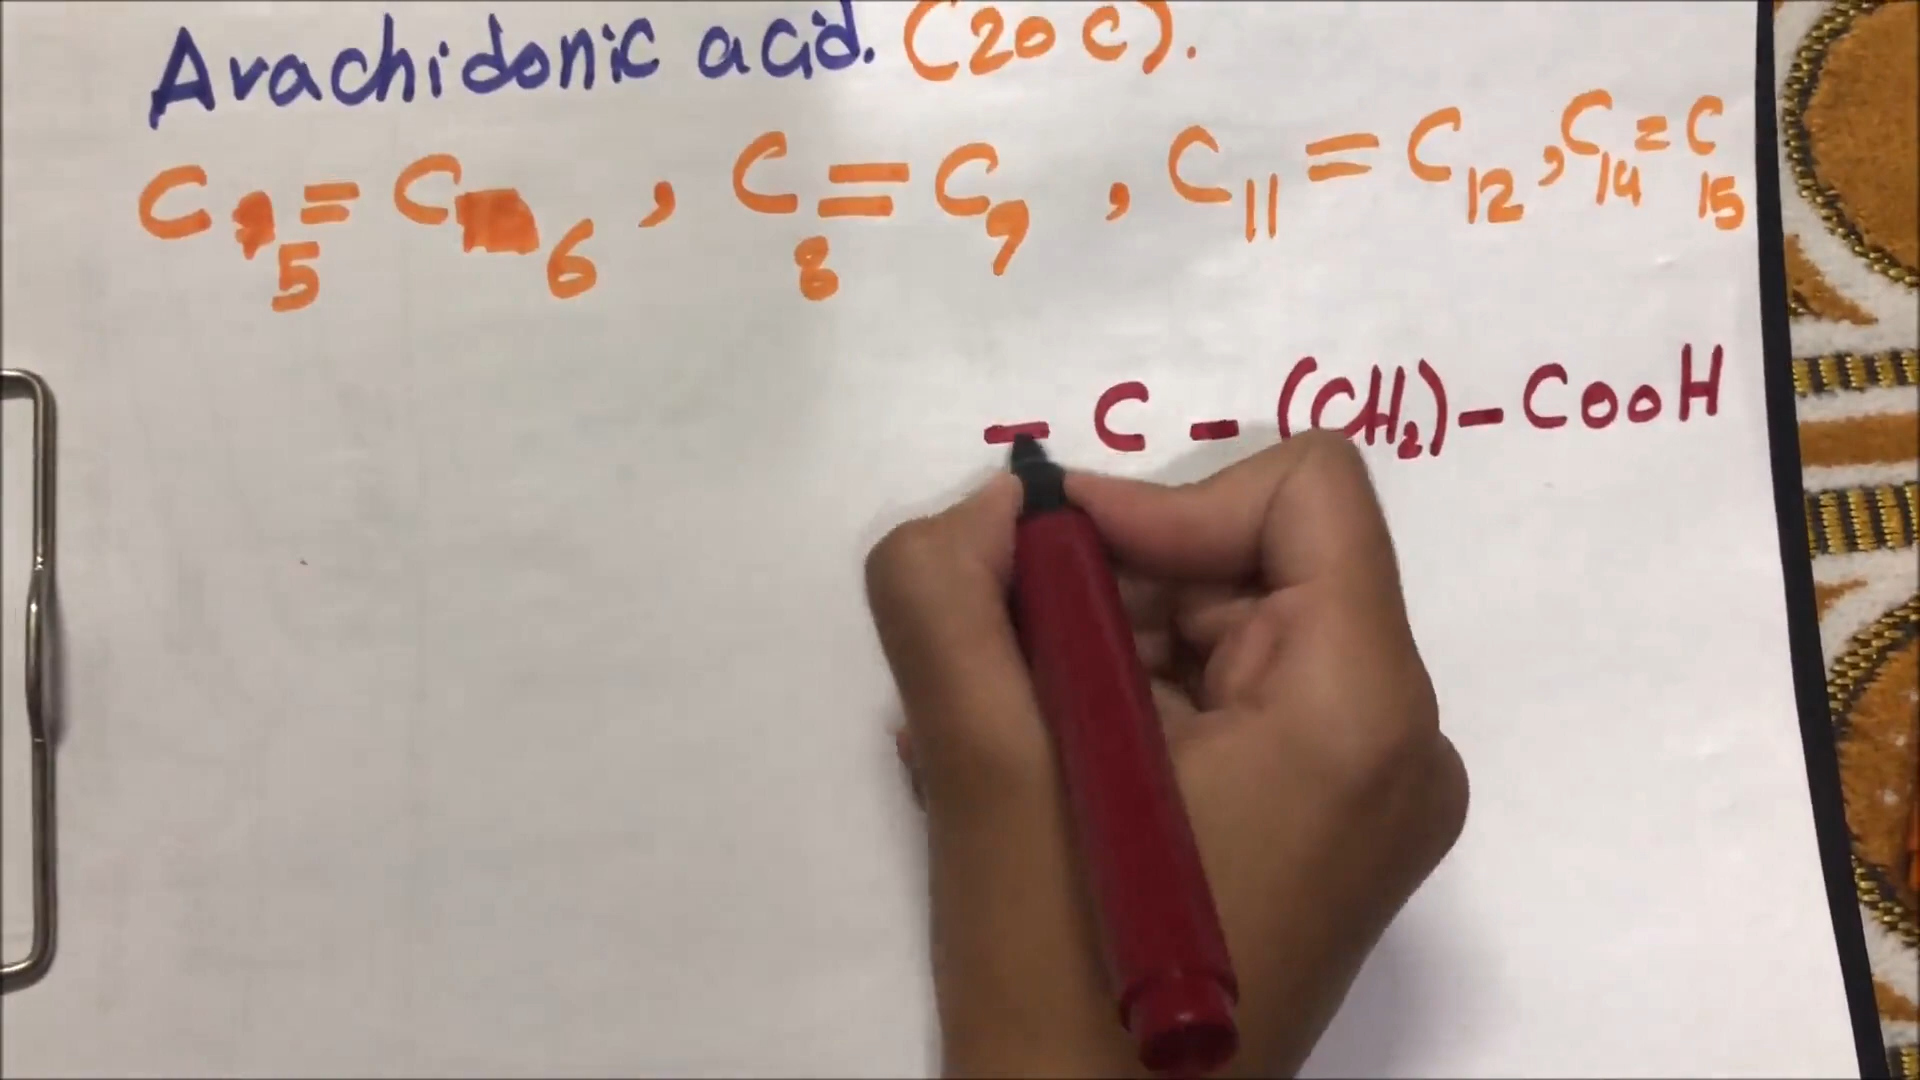 Arachidonic acid. (20 C).
C5 = C6 , C8 = C9 , C11 = C12 , C14 = C15
- C - (CH2) - COOH